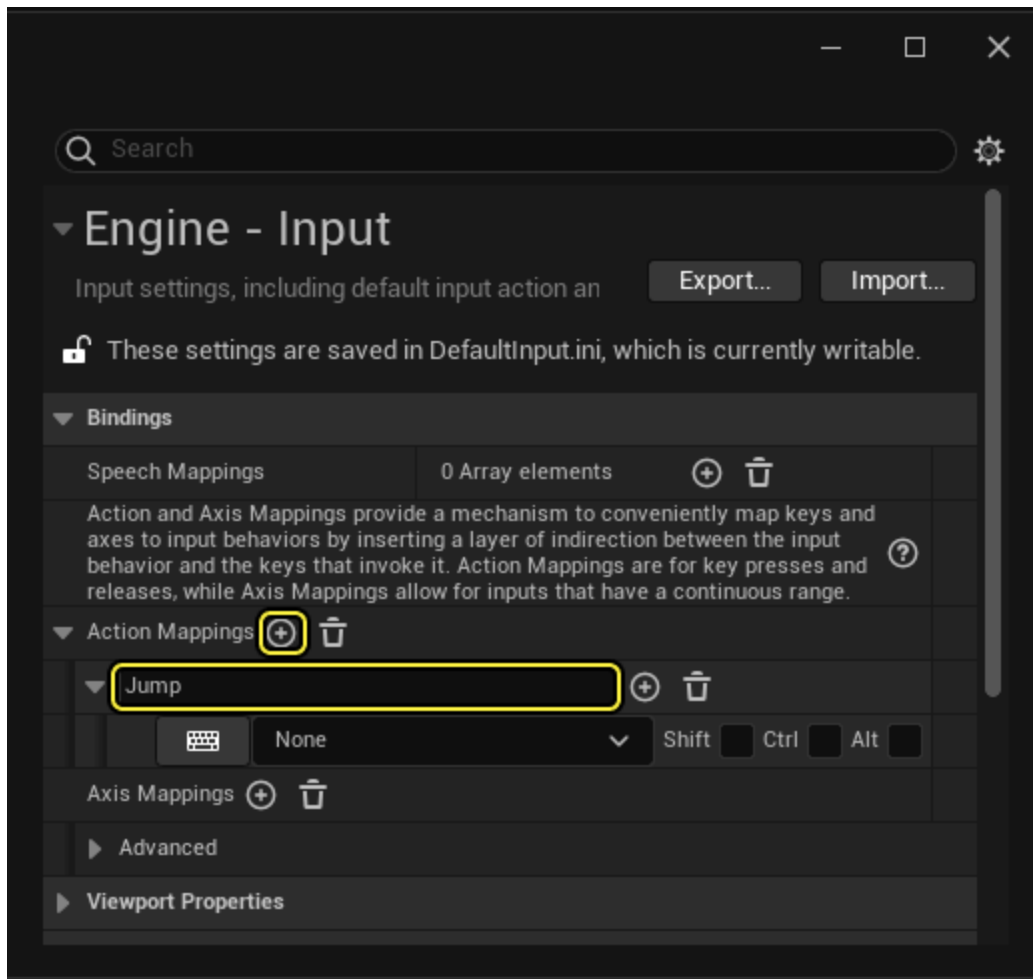 Search
Engine - Input
Input settings, including default input action an
Export...
Import...
These settings are saved in DefaultInput.ini, which is currently writable.
Bindings
Speech Mappings
0 Array elements
Action and Axis Mappings provide a mechanism to conveniently map keys and
axes to input behaviors by inserting a layer of indirection between the input
behavior and the keys that invoke it. Action Mappings are for key presses and
releases, while Axis Mappings allow for inputs that have a continuous range.
Action Mappings
Jump
None
Shift
Ctrl
Alt
Axis Mappings
Advanced
Viewport Properties